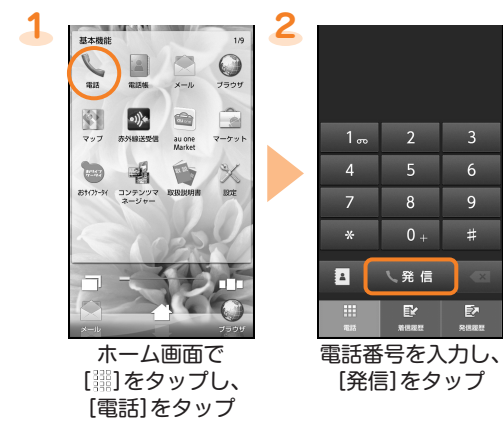 1
基本機能 1/9
電話 電話帳 メール ブラウザ
マップ 赤外線送受信 au one Market マーケット
おサイフケータイ コンテンツマネージャー 取扱説明書 設定
メール ブラウザ
ホーム画面で
[]をタップし、
[電話]をタップ
2
1 2 3
4 5 6
7 8 9
* 0 + #
発信
電話 着信履歴 発信履歴
電話番号を入力し、
[発信]をタップ